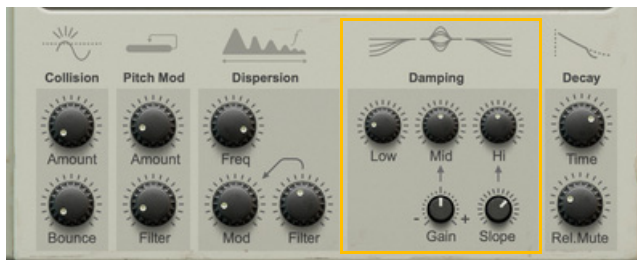 Collision Pitch Mod Dispersion Damping Decay
Amount Amount Freq Low Mid Hi Time
Bounce Filter Mod Filter - Gain + Slope Rel.Mute